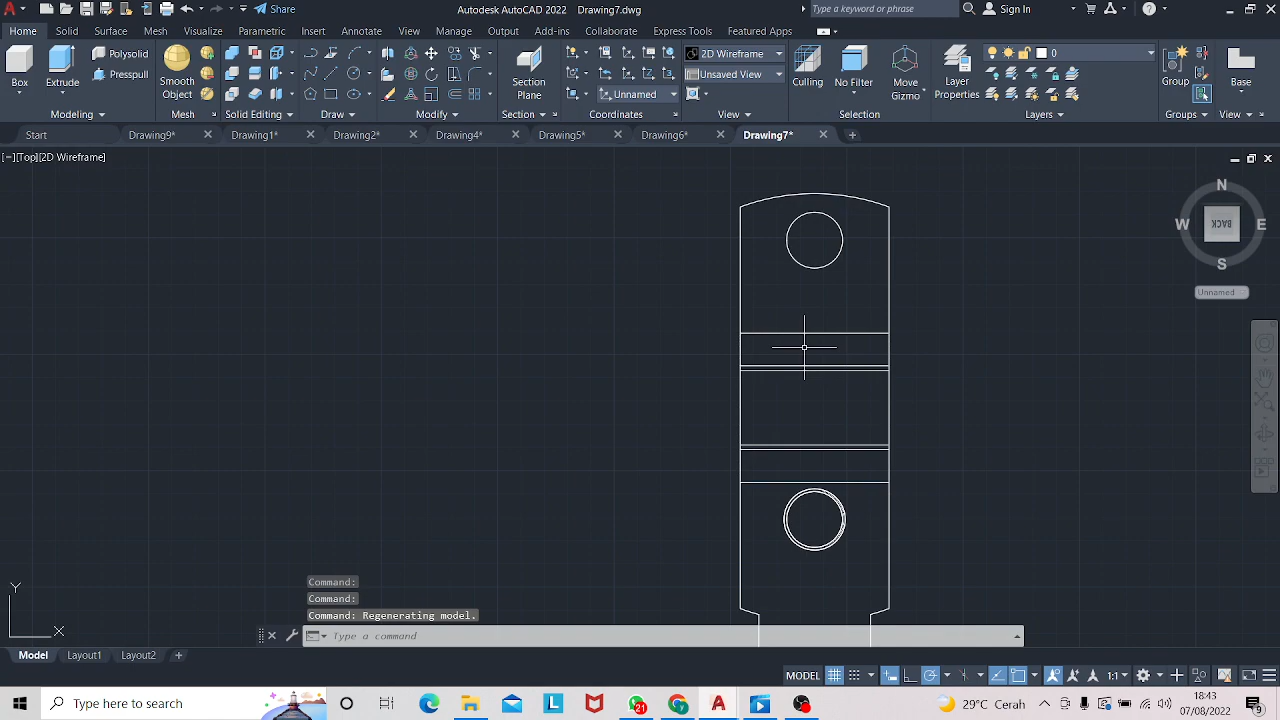 Share
Autodesk AutoCAD 2022 Drawing7.dwg
Type a keyword or phrase
Sign In
Home Solid Surface Mesh Visualize Parametric Insert Annotate View Manage Output Add-ins Collaborate Express Tools Featured Apps
Box
Extrude
Polysolid
Presspull
Smooth
Object
Section
Plane
2D Wireframe
Unsaved View
Unnamed
Culling
No Filter
Move
Gizmo
Layer
Properties
0
Group
Base
Modeling Mesh Solid Editing Draw Modify Section Coordinates View Selection Layers Groups View
Start Drawing9* Drawing1* Drawing2* Drawing4* Drawing5* Drawing6* Drawing7*
[−][Top][2D Wireframe]
N
W BACK E
S
Unnamed
Y
X
Command:
Command:
Command: Regenerating model.
Type a command
Model Layout1 Layout2
MODEL
1:1
Type here to search
L
21
A
29°C Cerah
18:43
07/08/2022